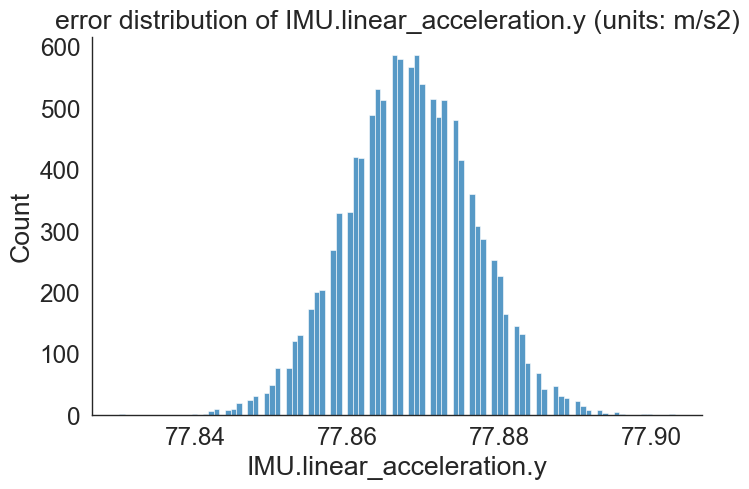 error distribution of IMU.linear_acceleration.y (units: m/s2)
600
500
400
300
200
100
0
Count
77.84 77.86 77.88 77.90
IMU.linear_acceleration.y